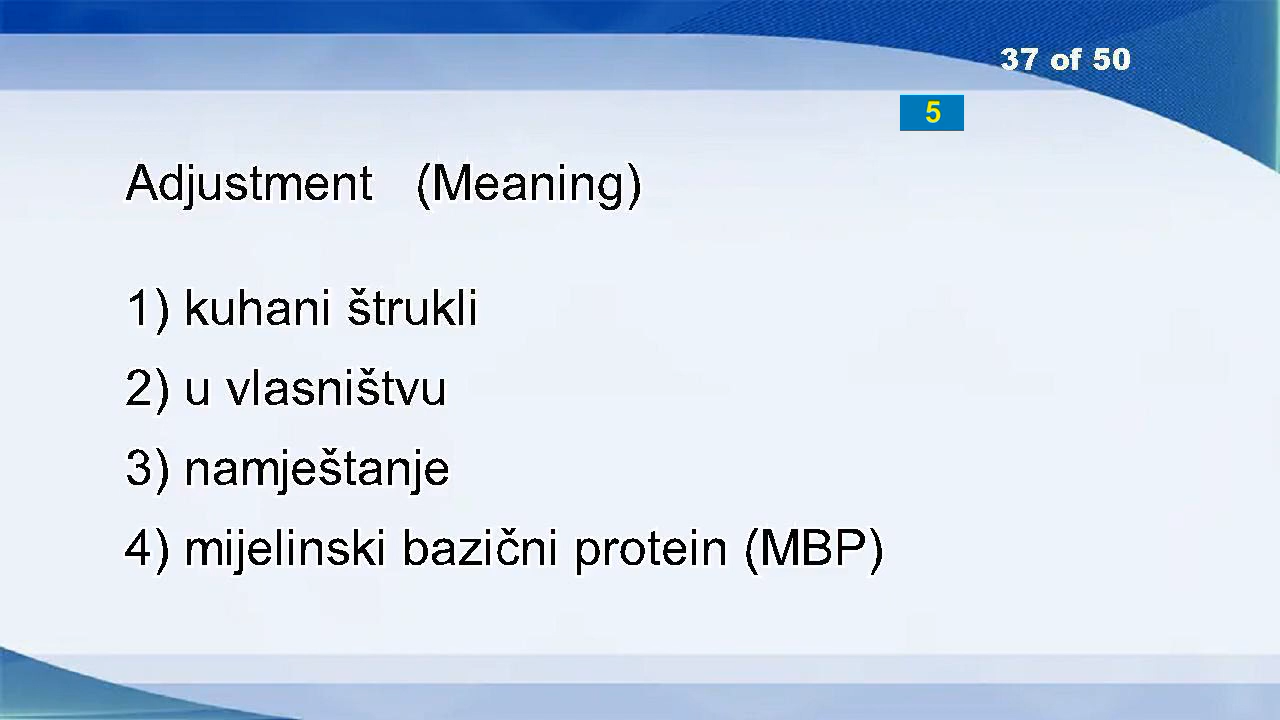 37 of 50
5
Adjustment (Meaning)
1) kuhani štrukli
2) u vlasništvu
3) namještanje
4) mijelinski bazični protein (MBP)